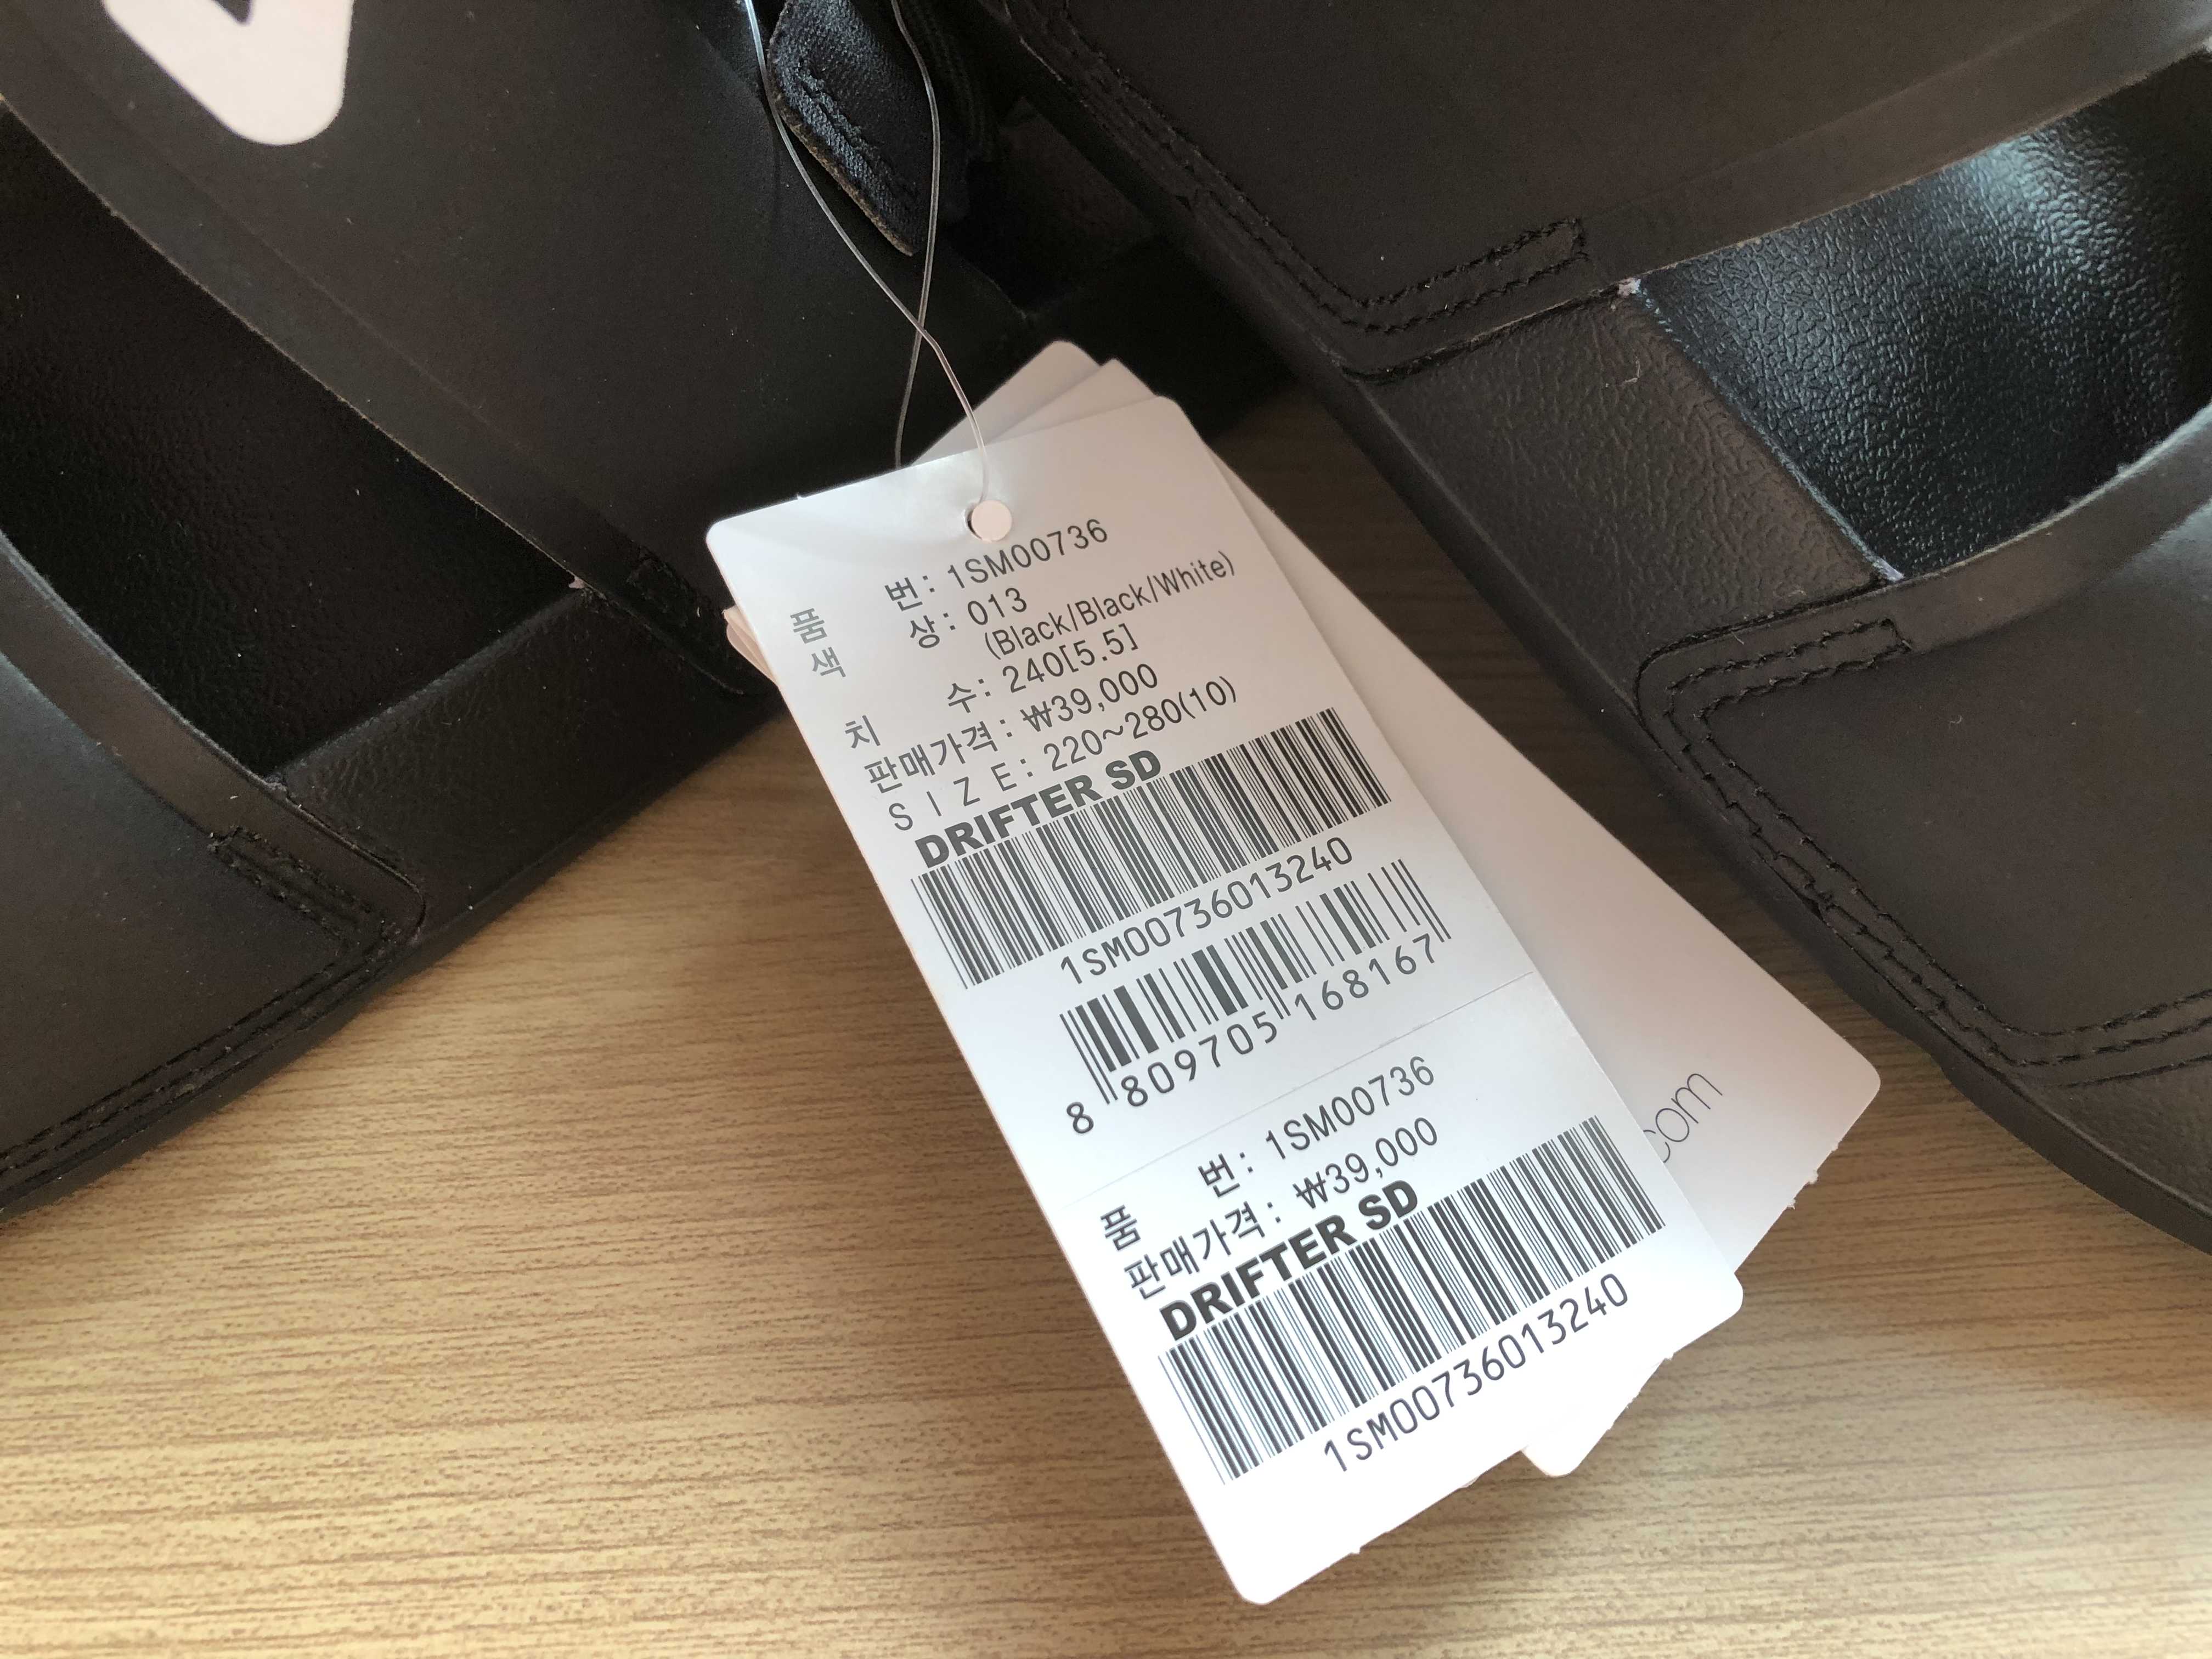 품 번: 1SM00736
색 상: 013
(Black/Black/White)
치 수: 240[5.5]
판매가격: ₩39,000
SIZE: 220~280(10)
DRIFTER SD
1SM00736013240
8 809705 168167
품 번: 1SM00736
판매가격: ₩39,000
DRIFTER SD
1SM00736013240
.com